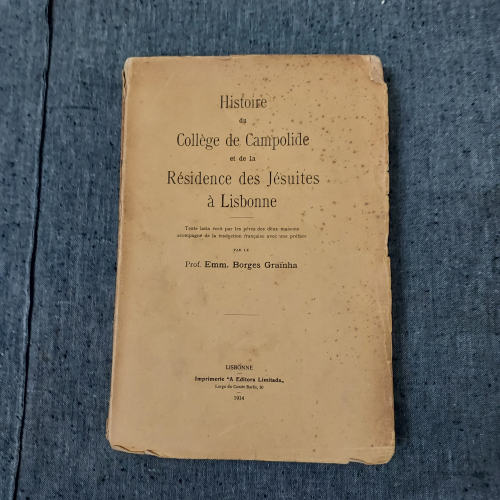 Histoire
du
Collège de Campolide
et de la
Résidence des Jésuites
à Lisbonne
Texte latin écrit par les pères des deux maisons
accompagné de la traduction française avec une préface
PAR LE
Prof. Emm. Borges Graïnha
LISBONNE
Imprimerie "A Editora Limitada„
Largo do Conde Barão, 50
1914